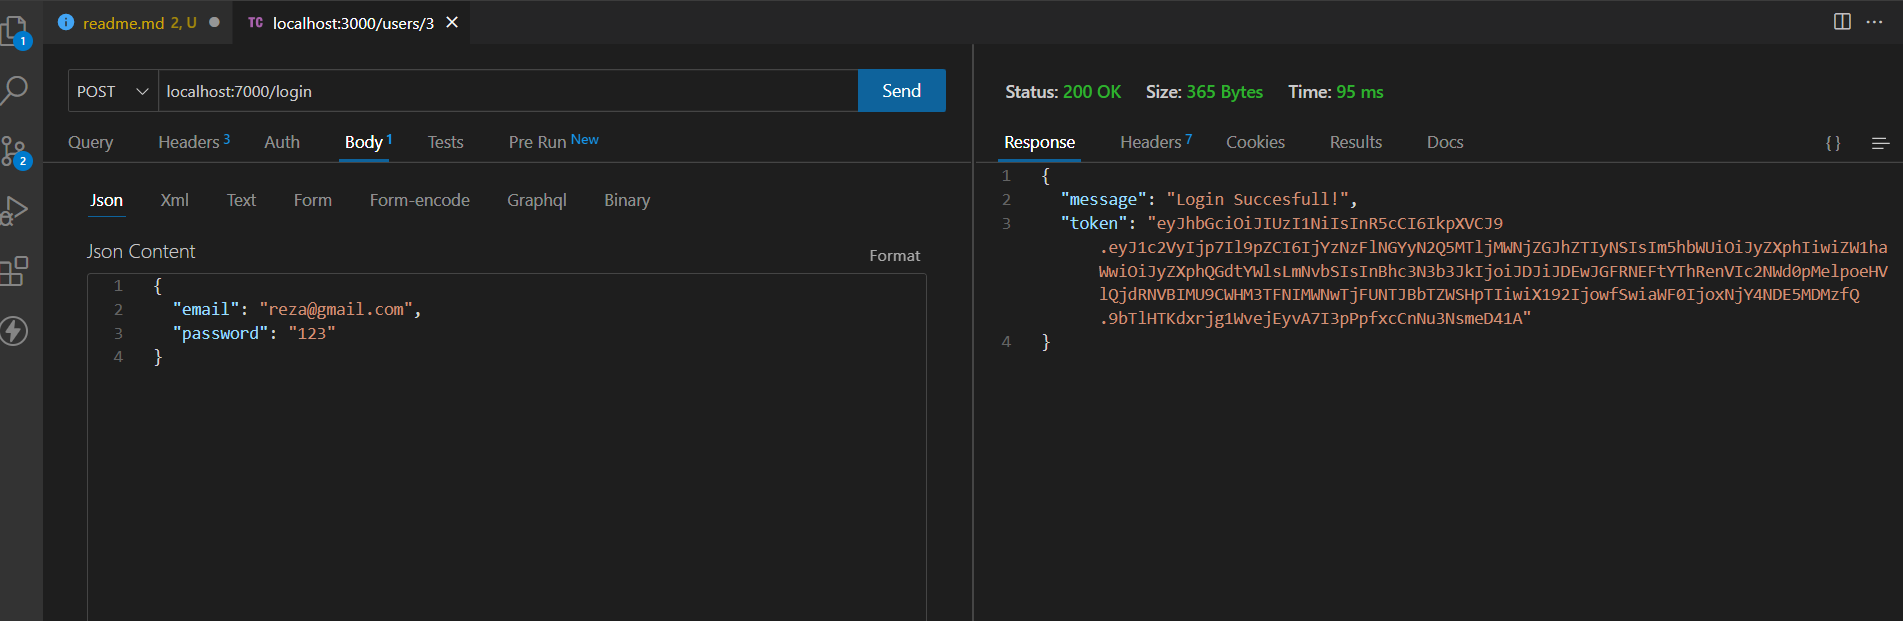 readme.md 2, U
TC localhost:3000/users/3
1
POST localhost:7000/login Send
Status: 200 OK Size: 365 Bytes Time: 95 ms
Query Headers 3 Auth Body 1 Tests Pre Run New
Response Headers 7 Cookies Results Docs {}
2
Json Xml Text Form Form-encode Graphql Binary
Json Content
Format
1 {
2 "email": "reza@gmail.com",
3 "password": "123"
4 }
1 {
2 "message": "Login Succesfull!",
3 "token": "eyJhbGciOiJIUzI1NiIsInR5cCI6IkpXVCJ9
.eyJ1c2VyIjp7Il9pZCI6IjYzNzFlNGYyN2Q5MTljMWNjZGJhZTIyNSIsIm5hbWUiOiJyZXphIiwiZW1ha
WwiOiJyZXphQGdtYWlsLmNvbSIsInBhc3N3b3JkIjoiJDJiJDEwJGFRNEFtYThRenVIc2NWd0pMelpoeHV
lQjdRNVBIMU9CWHM3TFNIMWNwTjFUNTJBbTZWSHpTIiwiX192IjowfSwiaWF0IjoxNjY4NDE5MDMzfQ
.9bTlHTKdxrjg1WvejEyvA7I3pPpfxcCnNu3NsmeD41A"
4 }